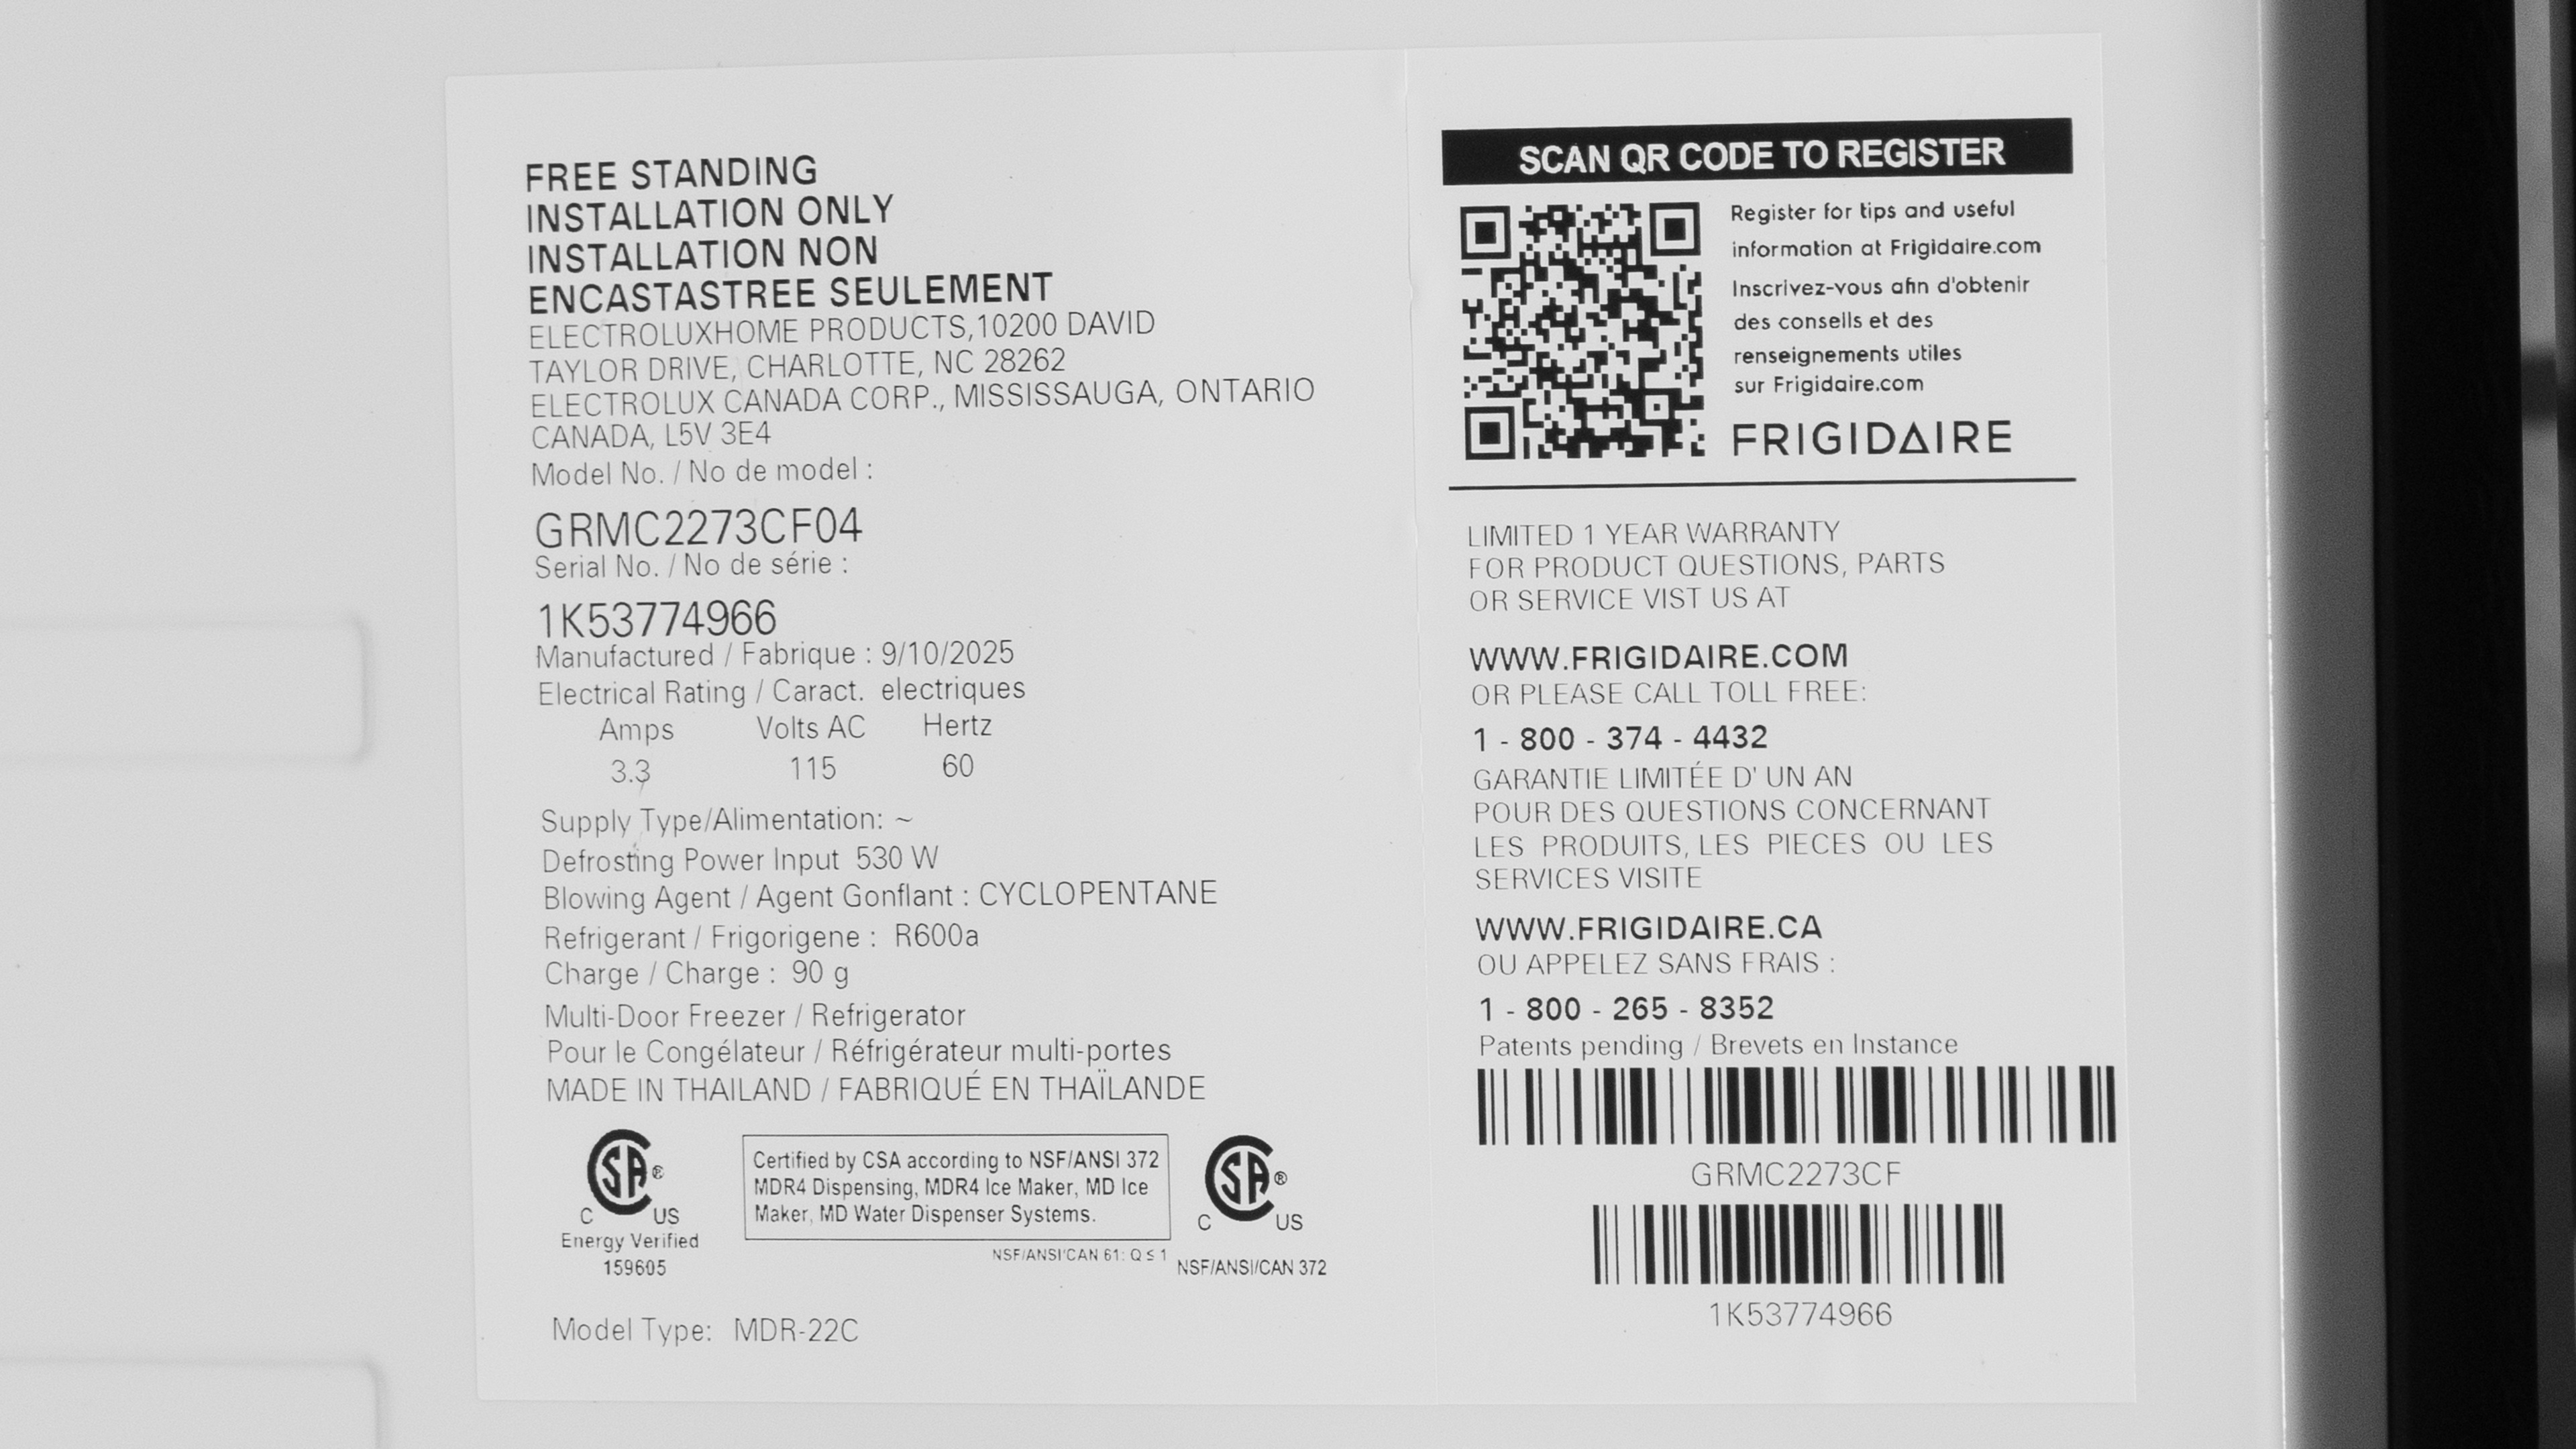 FREE STANDING
INSTALLATION ONLY
INSTALLATION NON
ENCASTASTREE SEULEMENT
ELECTROLUXHOME PRODUCTS,10200 DAVID
TAYLOR DRIVE, CHARLOTTE, NC 28262
ELECTROLUX CANADA CORP., MISSISSAUGA, ONTARIO
CANADA, L5V 3E4
Model No. / No de model :
GRMC2273CF04
Serial No. / No de série :
1K53774966
Manufactured / Fabrique : 9/10/2025
Electrical Rating / Caract. electriques
Amps Volts AC Hertz
3.3 115 60
Supply Type/Alimentation: ~
Defrosting Power Input 530 W
Blowing Agent / Agent Gonflant : CYCLOPENTANE
Refrigerant / Frigorigene : R600a
Charge / Charge : 90 g
Multi-Door Freezer / Refrigerator
Pour le Congélateur / Réfrigérateur multi-portes
MADE IN THAILAND / FABRIQUÉ EN THAÏLANDE
CSA®
C US
Energy Verified
159605
Certified by CSA according to NSF/ANSI 372
MDR4 Dispensing, MDR4 Ice Maker, MD Ice
Maker, MD Water Dispenser Systems.
NSF/ANSI/CAN 61: Q ≤ 1
CSA®
C US
NSF/ANSI/CAN 372
Model Type: MDR-22C
SCAN QR CODE TO REGISTER
Register for tips and useful
information at Frigidaire.com
Inscrivez-vous afin d'obtenir
des conseils et des
renseignements utiles
sur Frigidaire.com
FRIGIDAIRE
LIMITED 1 YEAR WARRANTY
FOR PRODUCT QUESTIONS, PARTS
OR SERVICE VIST US AT
WWW.FRIGIDAIRE.COM
OR PLEASE CALL TOLL FREE:
1 - 800 - 374 - 4432
GARANTIE LIMITÉE D' UN AN
POUR DES QUESTIONS CONCERNANT
LES PRODUITS, LES PIECES OU LES
SERVICES VISITE
WWW.FRIGIDAIRE.CA
OU APPELEZ SANS FRAIS :
1 - 800 - 265 - 8352
Patents pending / Brevets en Instance
GRMC2273CF
1K53774966